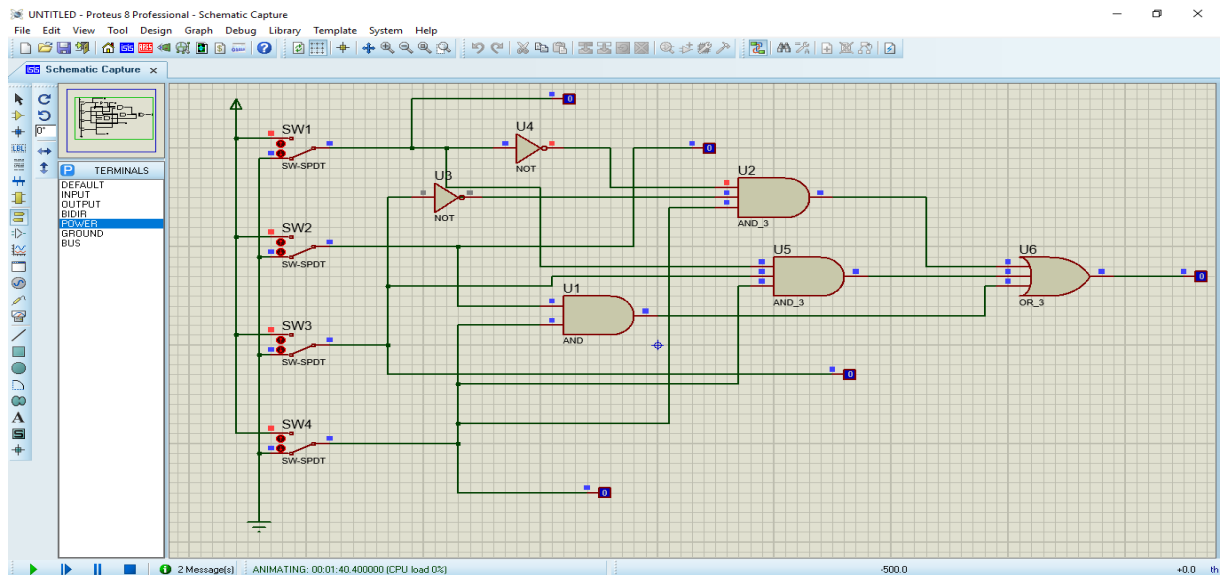 UNTITLED - Proteus 8 Professional - Schematic Capture
File Edit View Tool Design Graph Debug Library Template System Help
Schematic Capture
0°
LBL
P TERMINALS
DEFAULT
INPUT
OUTPUT
BIDIR
POWER
GROUND
BUS
A
SW1
SW-SPDT
SW2
SW-SPDT
SW3
SW-SPDT
SW4
SW-SPDT
U4
NOT
U3
NOT
U2
AND_3
U5
AND_3
U1
AND
U6
OR_3
0
0
0
0
0
2 Message(s) ANIMATING: 00:01:40.400000 (CPU load 0%) -500.0 +0.0 th